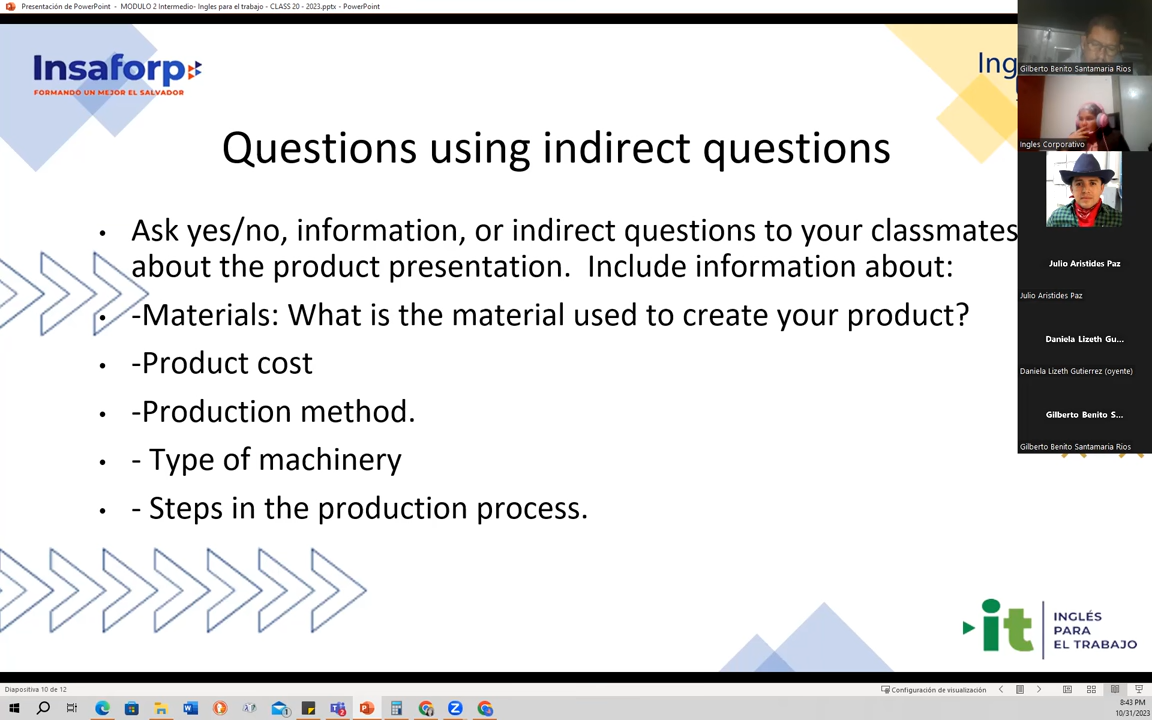 Presentación de PowerPoint - MODULO 2 Intermedio- Ingles para el trabajo - CLASS 20 - 2023.pptx - PowerPoint
Insaforp
FORMANDO UN MEJOR EL SALVADOR
Ing
Questions using indirect questions
• Ask yes/no, information, or indirect questions to your classmates
about the product presentation. Include information about:
• -Materials: What is the material used to create your product?
• -Product cost
• -Production method.
• - Type of machinery
• - Steps in the production process.
Gilberto Benito Santamaria Rios
Ingles Corporativo
Julio Aristides Paz
Julio Aristides Paz
Daniela Lizeth Gu...
Daniela Lizeth Gutierrez (oyente)
Gilberto Benito S...
Gilberto Benito Santamaria Rios
it
INGLÉS
PARA
EL TRABAJO
Diapositiva 10 de 12
Configuración de visualización
8:43 PM
10/31/2023